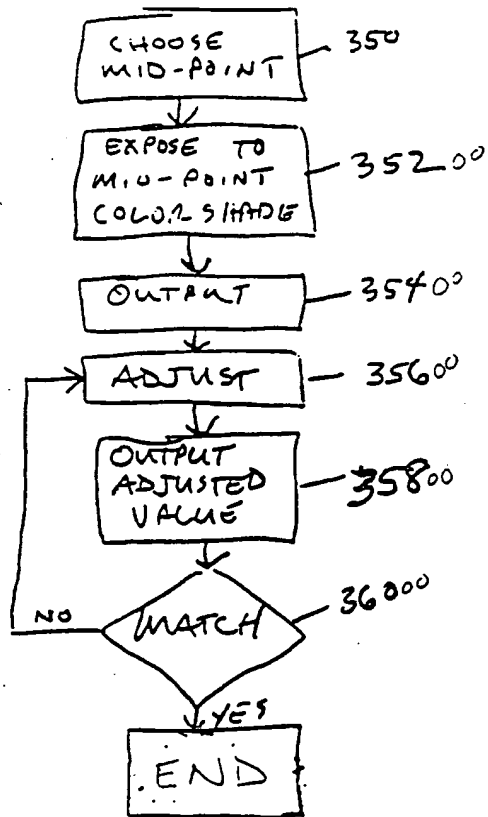 CHOOSE
MID-POINT
350
EXPOSE TO
MID-POINT
COLOR SHADE
35200
OUTPUT
35400
ADJUST
35600
OUTPUT
ADJUSTED
VALUE
35800
MATCH
36000
NO
YES
END